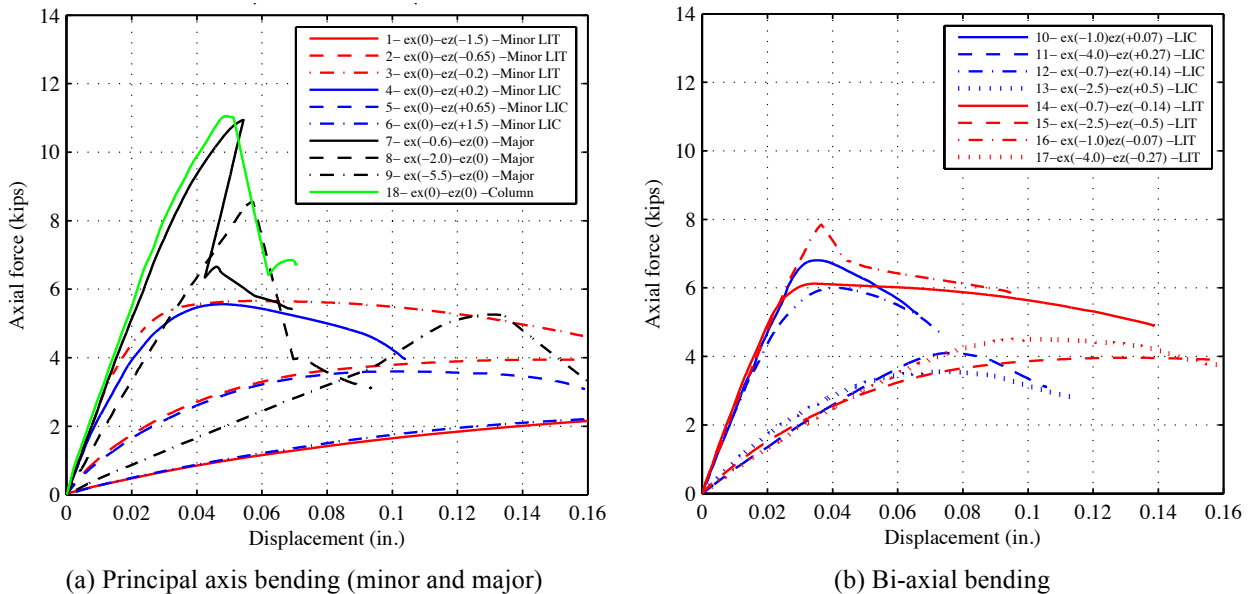 14
12
10
8
6
4
2
0
Axial force (kips)
0 0.02 0.04 0.06 0.08 0.1 0.12 0.14 0.16
Displacement (in.)
1– ex(0)–ez(−1.5) –Minor LIT
2– ex(0)–ez(−0.65) –Minor LIT
3– ex(0)–ez(−0.2) –Minor LIT
4– ex(0)–ez(+0.2) –Minor LIC
5– ex(0)–ez(+0.65) –Minor LIC
6– ex(0)–ez(+1.5) –Minor LIC
7– ex(−0.6)–ez(0) –Major
8– ex(−2.0)–ez(0) –Major
9– ex(−5.5)–ez(0) –Major
18– ex(0)–ez(0) –Column
(a) Principal axis bending (minor and major)
14
12
10
8
6
4
2
0
Axial force (kips)
0 0.02 0.04 0.06 0.08 0.1 0.12 0.14 0.16
Displacement (in.)
10– ex(−1.0)ez(+0.07) –LIC
11– ex(−4.0)–ez(+0.27) –LIC
12– ex(−0.7)–ez(+0.14) –LIC
13– ex(−2.5)–ez(+0.5) –LIC
14– ex(−0.7)–ez(−0.14) –LIT
15– ex(−2.5)–ez(−0.5) –LIT
16– ex(−1.0)ez(−0.07) –LIT
17–ex(−4.0)–ez(−0.27) –LIT
(b) Bi-axial bending